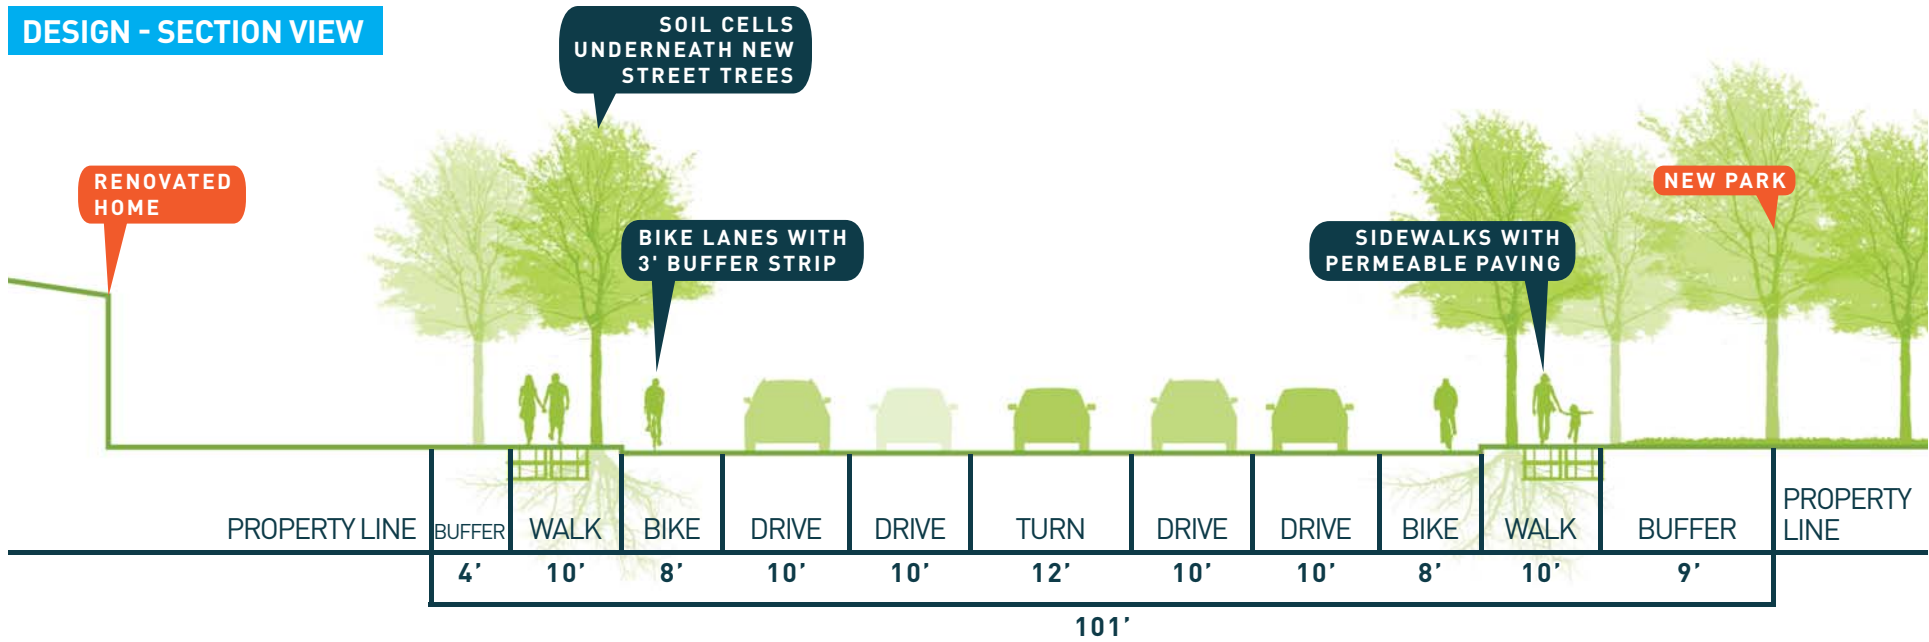 DESIGN - SECTION VIEW
SOIL CELLS
UNDERNEATH NEW
STREET TREES
RENOVATED
HOME
BIKE LANES WITH
3' BUFFER STRIP
SIDEWALKS WITH
PERMEABLE PAVING
NEW PARK
PROPERTY LINE BUFFER WALK BIKE DRIVE DRIVE TURN DRIVE DRIVE BIKE WALK BUFFER PROPERTY
LINE
4’ 10’ 8’ 10’ 10’ 12’ 10’ 10’ 8’ 10’ 9’
101’